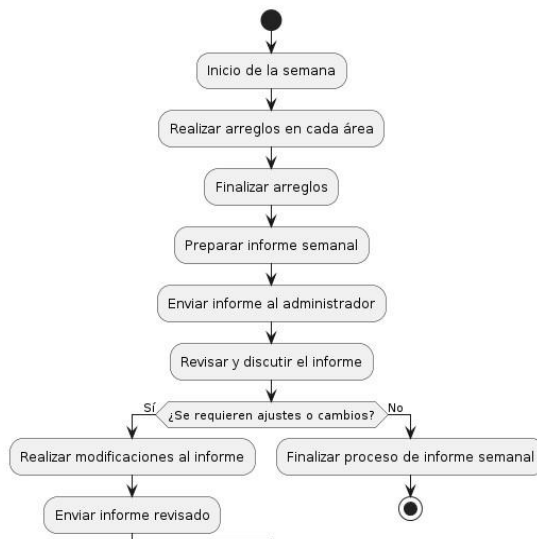 Inicio de la semana
Realizar arreglos en cada área
Finalizar arreglos
Preparar informe semanal
Enviar informe al administrador
Revisar y discutir el informe
Sí
¿Se requieren ajustes o cambios?
No
Realizar modificaciones al informe
Finalizar proceso de informe semanal
Enviar informe revisado